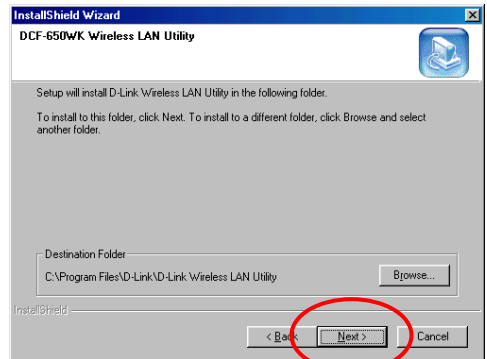 InstallShield Wizard
DCF-650WK Wireless LAN Utility
Setup will install D-Link Wireless LAN Utility in the following folder.
To install to this folder, click Next. To install to a different folder, click Browse and select
another folder.
Destination Folder
C:\Program Files\D-Link\D-Link Wireless LAN Utility
Browse...
InstallShield
< Back
Next >
Cancel